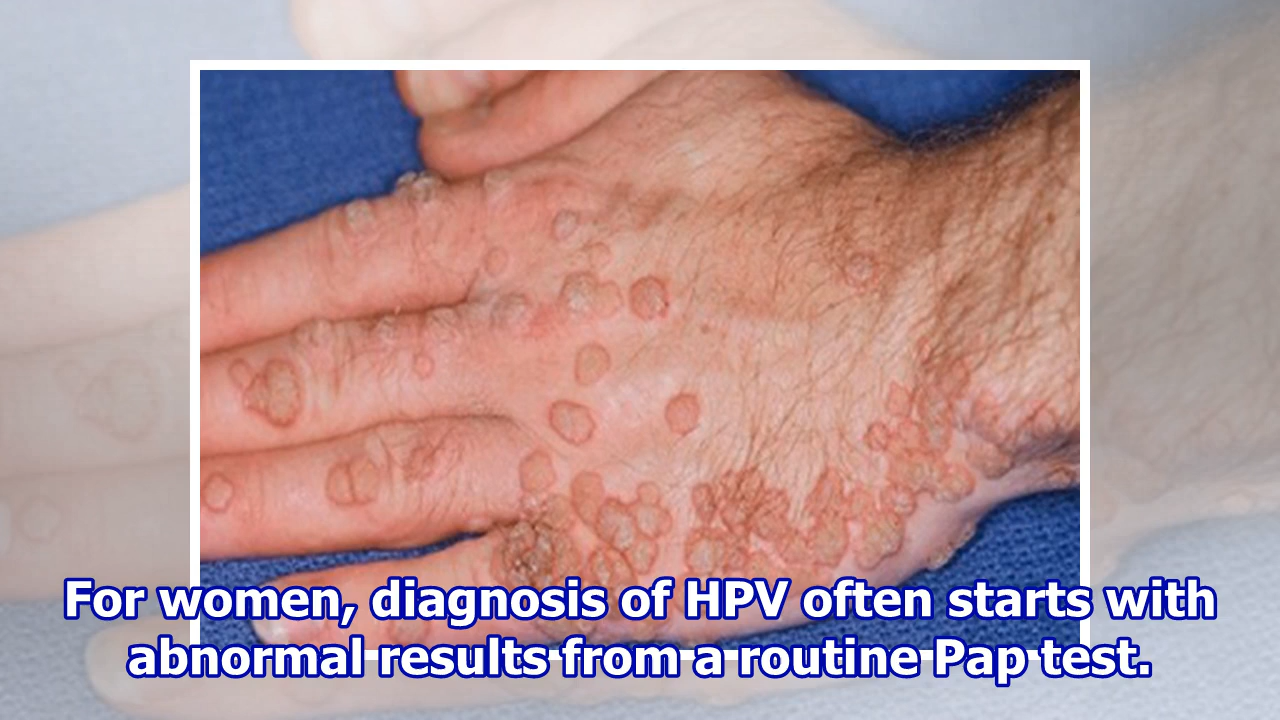 For women, diagnosis of HPV often starts with
abnormal results from a routine Pap test.